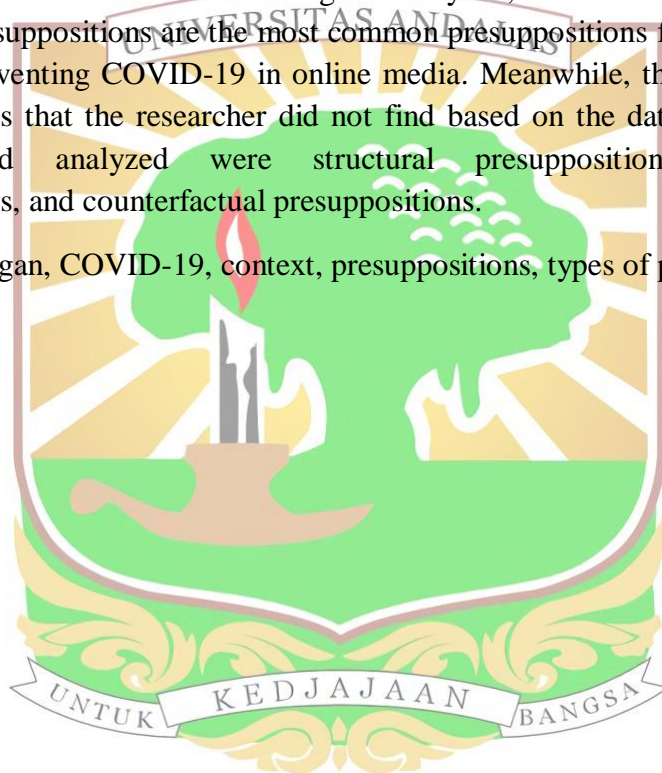 UNIVERSITAS ANDALAS
suppositions are the most common presuppositions f
venting COVID-19 in online media. Meanwhile, th
s that the researcher did not find based on the dat
d analyzed were structural presupposition
s, and counterfactual presuppositions.
gan, COVID-19, context, presuppositions, types of p
UNTUK KEDJAJAAN BANGSA